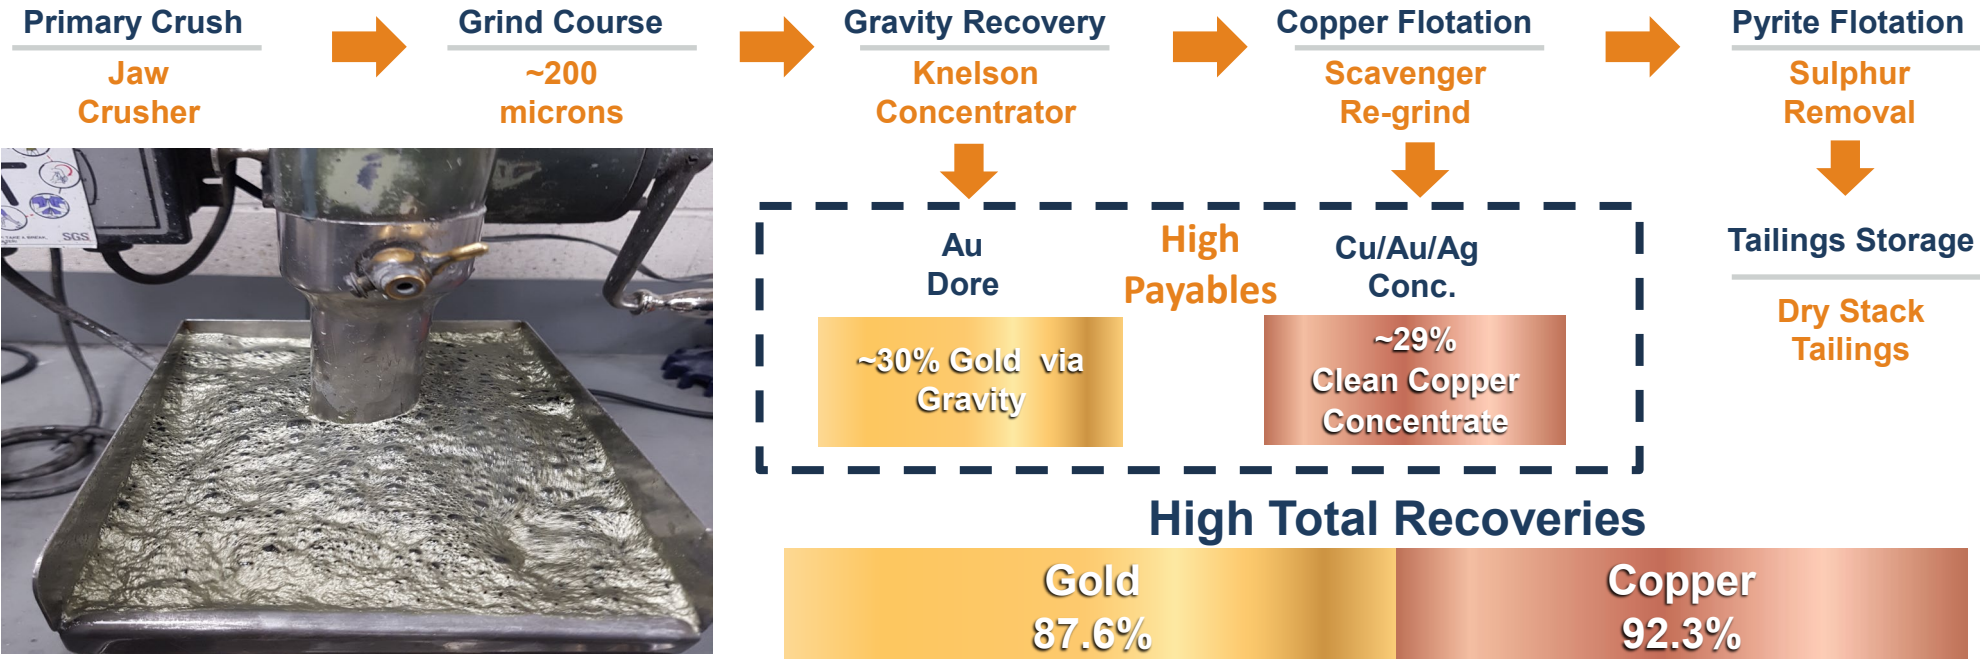 Primary Crush
Jaw
Crusher
Grind Course
~200
microns
Gravity Recovery
Knelson
Concentrator
Copper Flotation
Scavenger
Re-grind
Pyrite Flotation
Sulphur
Removal
SGS
Au
Dore
High
Payables
Cu/Au/Ag
Conc.
~30% Gold via
Gravity
~29%
Clean Copper
Concentrate
Tailings Storage
Dry Stack
Tailings
High Total Recoveries
Gold
87.6%
Copper
92.3%